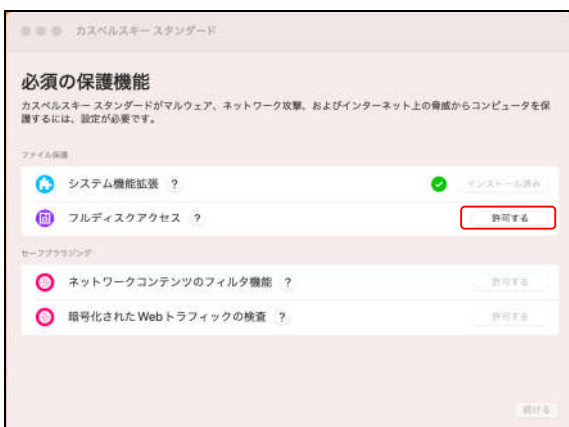 カスペルスキー スタンダード
必須の保護機能
カスペルスキー スタンダードがマルウェア、ネットワーク攻撃、およびインターネット上の脅威からコンピュータを保
護するには、設定が必要です。
ファイル保護
システム機能拡張 ?
インストール済み
フルディスクアクセス ?
許可する
セーフブラウジング
ネットワークコンテンツのフィルタ機能 ?
許可する
暗号化された Web トラフィックの検査 ?
許可する
続ける